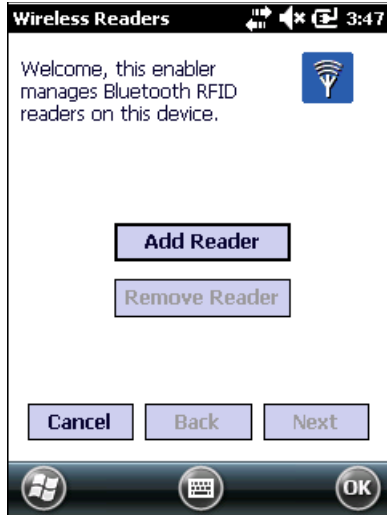 Wireless Readers 3:47
Welcome, this enabler
manages Bluetooth RFID
readers on this device.
Add Reader
Remove Reader
Cancel Back Next
OK